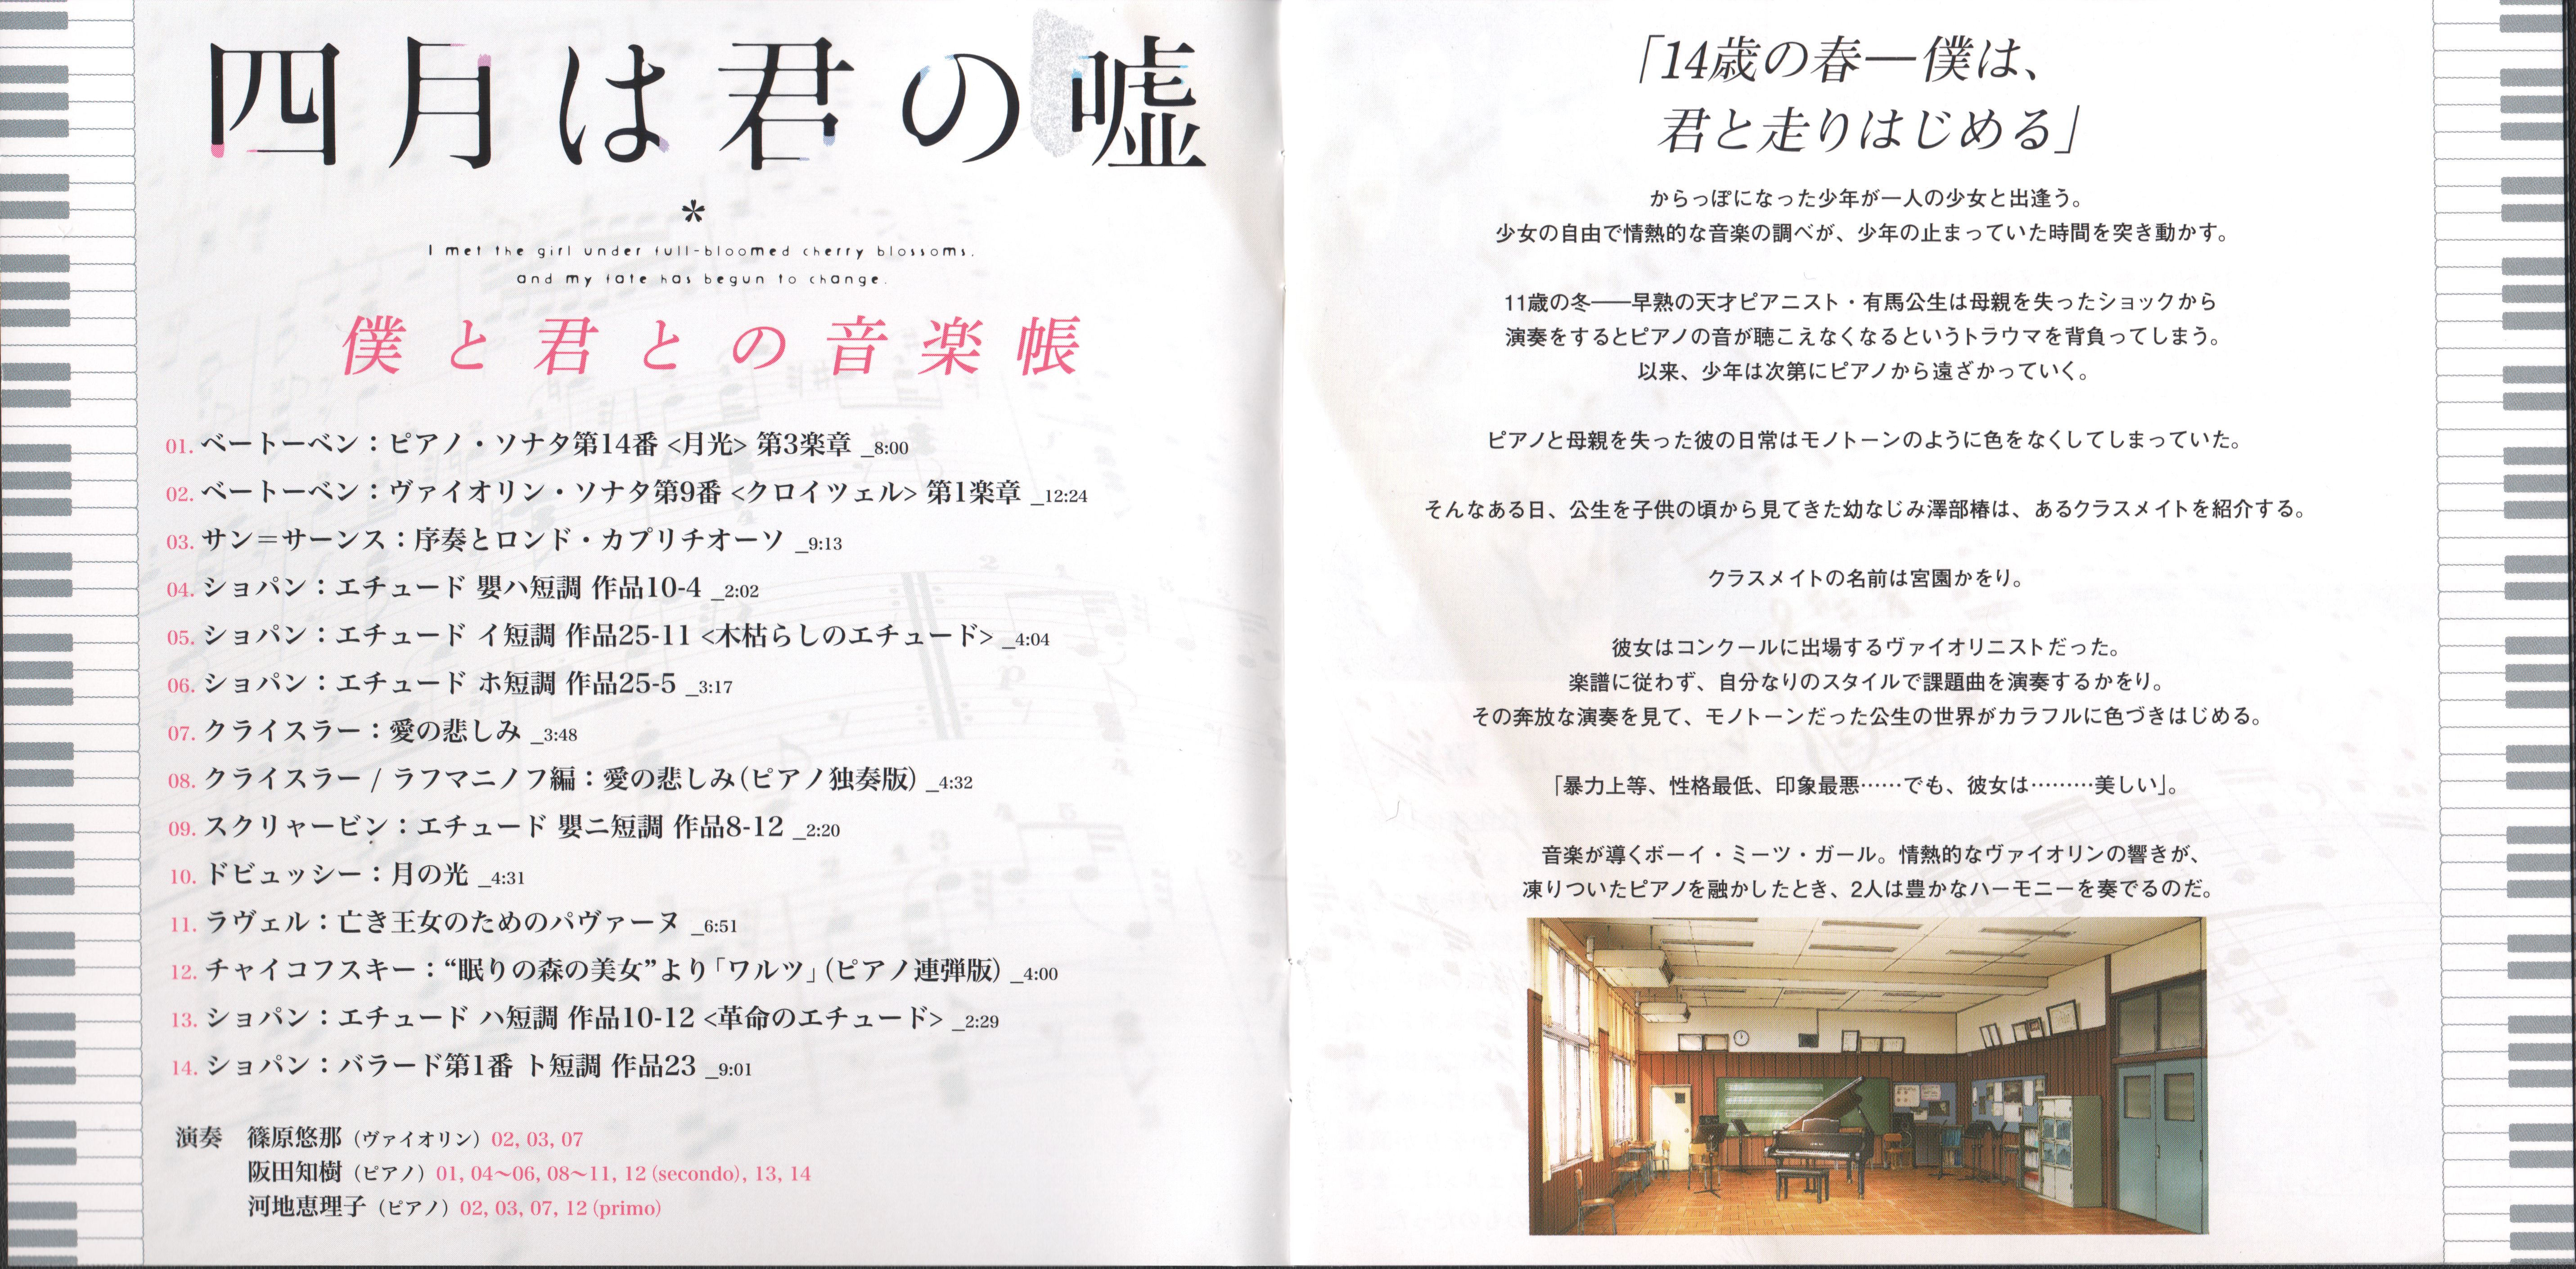 四月は君の嘘
*
I met the girl under full-bloomed cherry blossoms,
and my fate has begun to change.
僕と君との音楽帳
01. ベートーベン：ピアノ・ソナタ第14番 <月光> 第3楽章 _8:00
02. ベートーベン：ヴァイオリン・ソナタ第9番 <クロイツェル> 第1楽章 _12:24
03. サン＝サーンス：序奏とロンド・カプリチオーソ _9:13
04. ショパン：エチュード 嬰ハ短調 作品10-4 _2:02
05. ショパン：エチュード イ短調 作品25-11 <木枯らしのエチュード> _4:04
06. ショパン：エチュード ホ短調 作品25-5 _3:17
07. クライスラー：愛の悲しみ _3:48
08. クライスラー / ラフマニノフ編：愛の悲しみ（ピアノ独奏版） _4:32
09. スクリャービン：エチュード 嬰ニ短調 作品8-12 _2:20
10. ドビュッシー：月の光 _4:31
11. ラヴェル：亡き王女のためのパヴァーヌ _6:51
12. チャイコフスキー：“眠りの森の美女”より「ワルツ」（ピアノ連弾版） _4:00
13. ショパン：エチュード ハ短調 作品10-12 <革命のエチュード> _2:29
14. ショパン：バラード第1番 ト短調 作品23 _9:01
演奏　篠原悠那（ヴァイオリン）02, 03, 07
阪田知樹（ピアノ）01, 04～06, 08～11, 12（secondo）, 13, 14
河地恵理子（ピアノ）02, 03, 07, 12（primo）
「14歳の春―僕は、
君と走りはじめる」
からっぽになった少年が一人の少女と出逢う。
少女の自由で情熱的な音楽の調べが、少年の止まっていた時間を突き動かす。
11歳の冬――早熟の天才ピアニスト・有馬公生は母親を失ったショックから
演奏をするとピアノの音が聴こえなくなるというトラウマを背負ってしまう。
以来、少年は次第にピアノから遠ざかっていく。
ピアノと母親を失った彼の日常はモノトーンのように色をなくしてしまっていた。
そんなある日、公生を子供の頃から見てきた幼なじみ澤部椿は、あるクラスメイトを紹介する。
クラスメイトの名前は宮園かをり。
彼女はコンクールに出場するヴァイオリニストだった。
楽譜に従わず、自分なりのスタイルで課題曲を演奏するかをり。
その奔放な演奏を見て、モノトーンだった公生の世界がカラフルに色づきはじめる。
「暴力上等、性格最低、印象最悪……でも、彼女は………美しい」。
音楽が導くボーイ・ミーツ・ガール。情熱的なヴァイオリンの響きが、
凍りついたピアノを融かしたとき、2人は豊かなハーモニーを奏でるのだ。